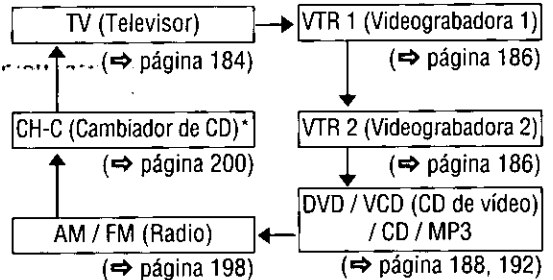 TV (Televisor)
(⇨ página 184)
VTR 1 (Videograbadora 1)
(⇨ página 186)
VTR 2 (Videograbadora 2)
(⇨ página 186)
DVD / VCD (CD de vídeo)
/ CD / MP3
(⇨ página 188, 192)
AM / FM (Radio)
(⇨ página 198)
CH-C (Cambiador de CD)*
(⇨ página 200)